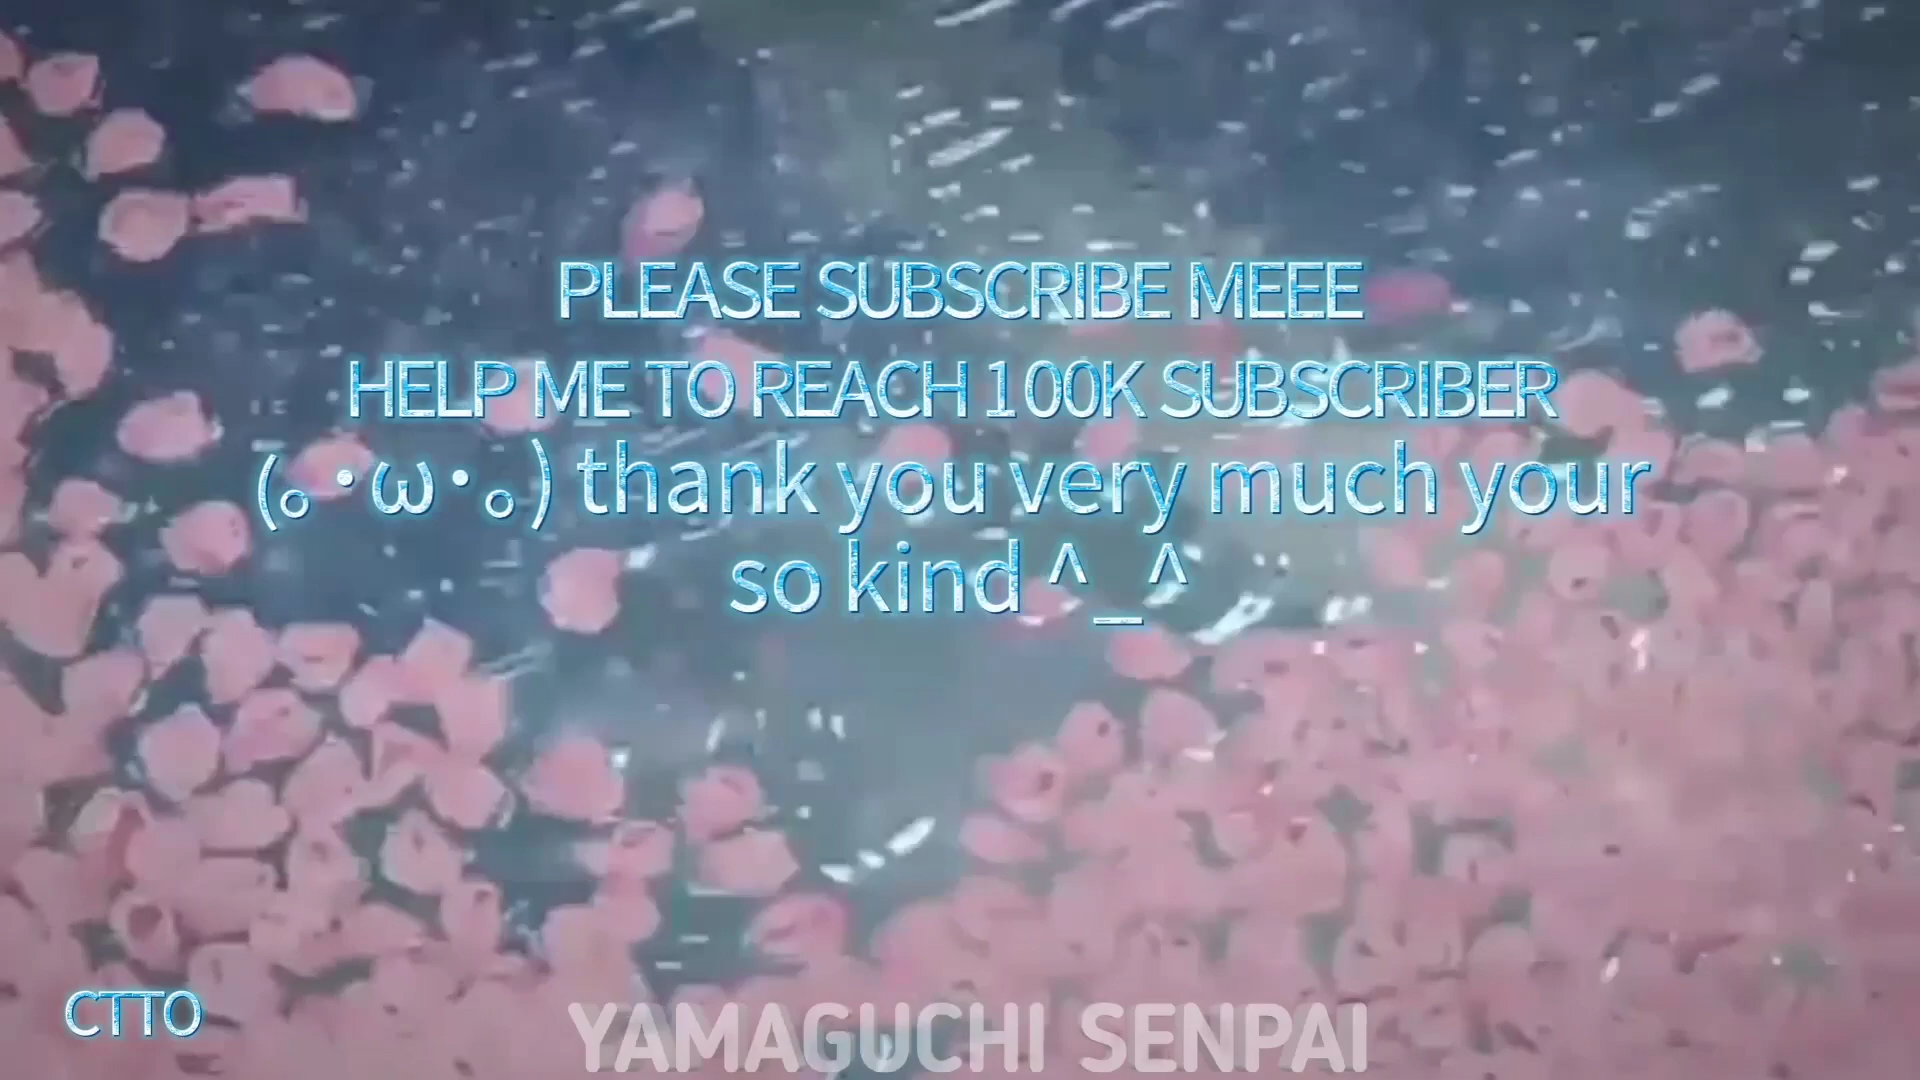 PLEASE SUBSCRIBE MEEE
HELP ME TO REACH 100K SUBSCRIBER
(｡･ω･｡) thank you very much your
so kind ^_^
CTTO
YAMAGUCHI SENPAI